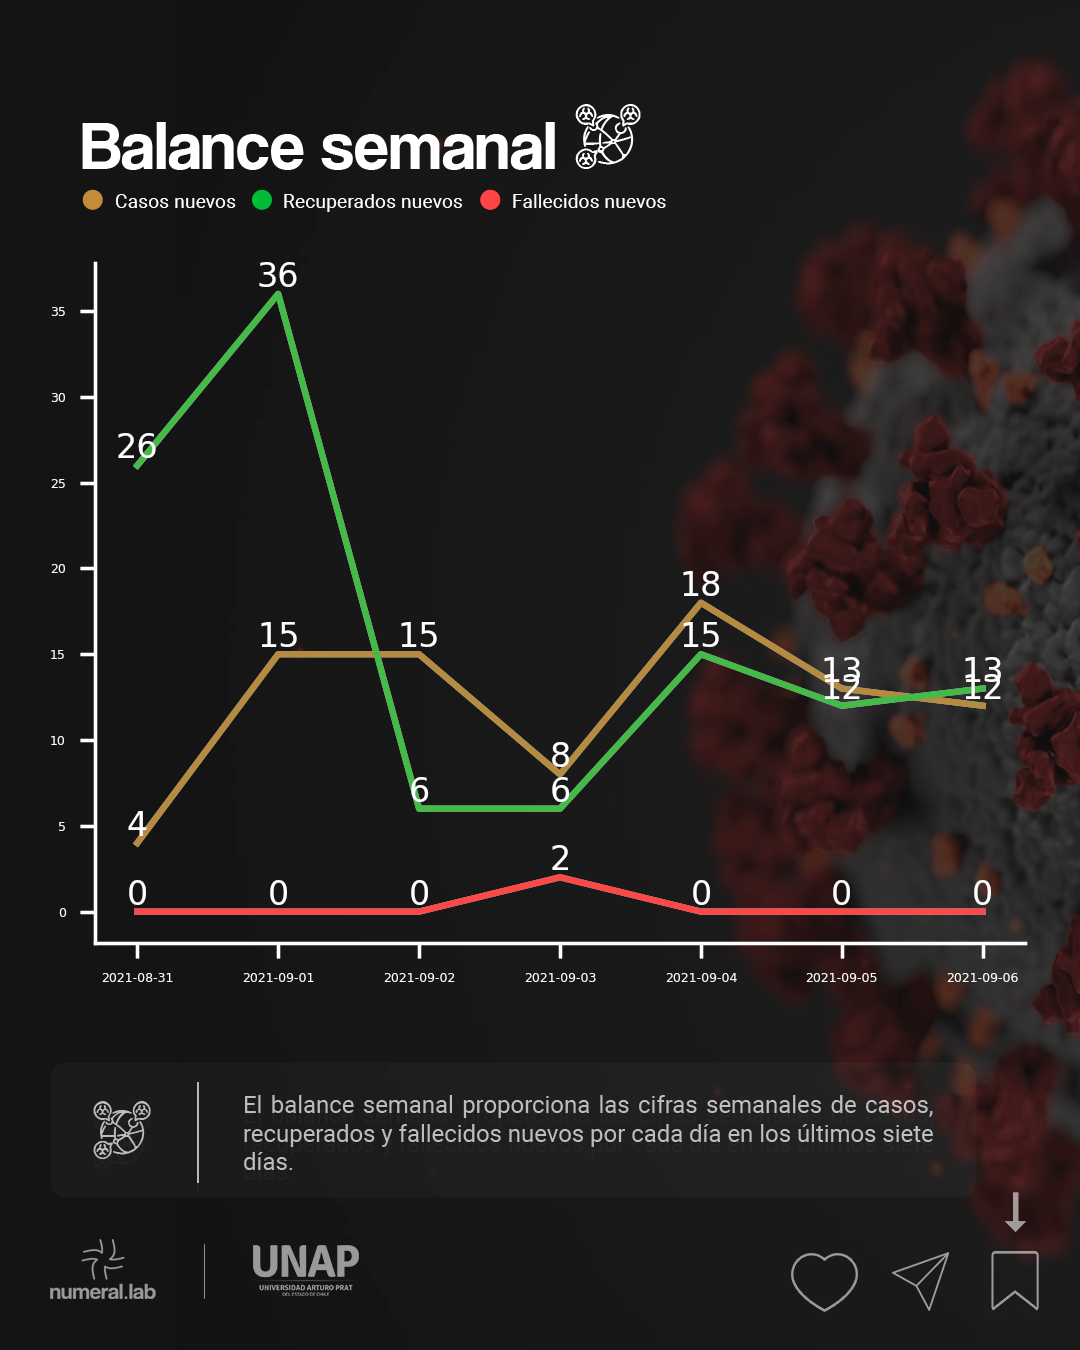 Balance semanal
Casos nuevos Recuperados nuevos Fallecidos nuevos
36
35
30
26
25
20
18
15 15 15
15
13 13
12 12
10
8
6 6
5
4
2
0 0 0 0 0 0
0
2021-08-31 2021-09-01 2021-09-02 2021-09-03 2021-09-04 2021-09-05 2021-09-06
El balance semanal proporciona las cifras semanales de casos,
recuperados y fallecidos nuevos por cada día en los últimos siete
días.
numeral.lab
UNAP
UNIVERSIDAD ARTURO PRAT
DEL ESTADO DE CHILE